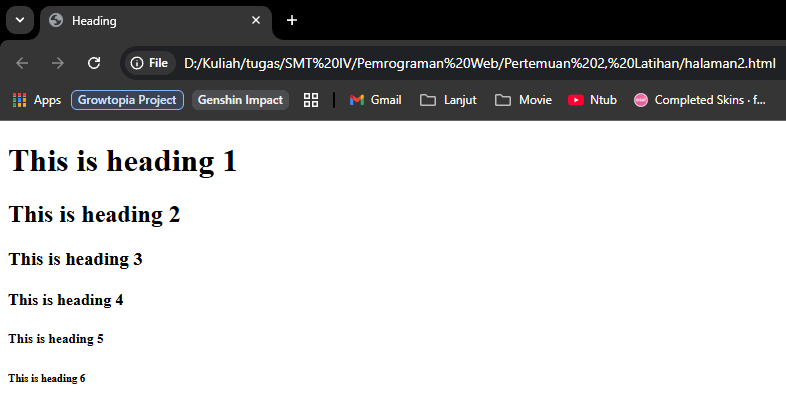 Heading
File D:/Kuliah/tugas/SMT%20IV/Pemrograman%20Web/Pertemuan%202,%20Latihan/halaman2.html
Apps Growtopia Project Genshin Impact Gmail Lanjut Movie Ntub Completed Skins · f...
This is heading 1
This is heading 2
This is heading 3
This is heading 4
This is heading 5
This is heading 6